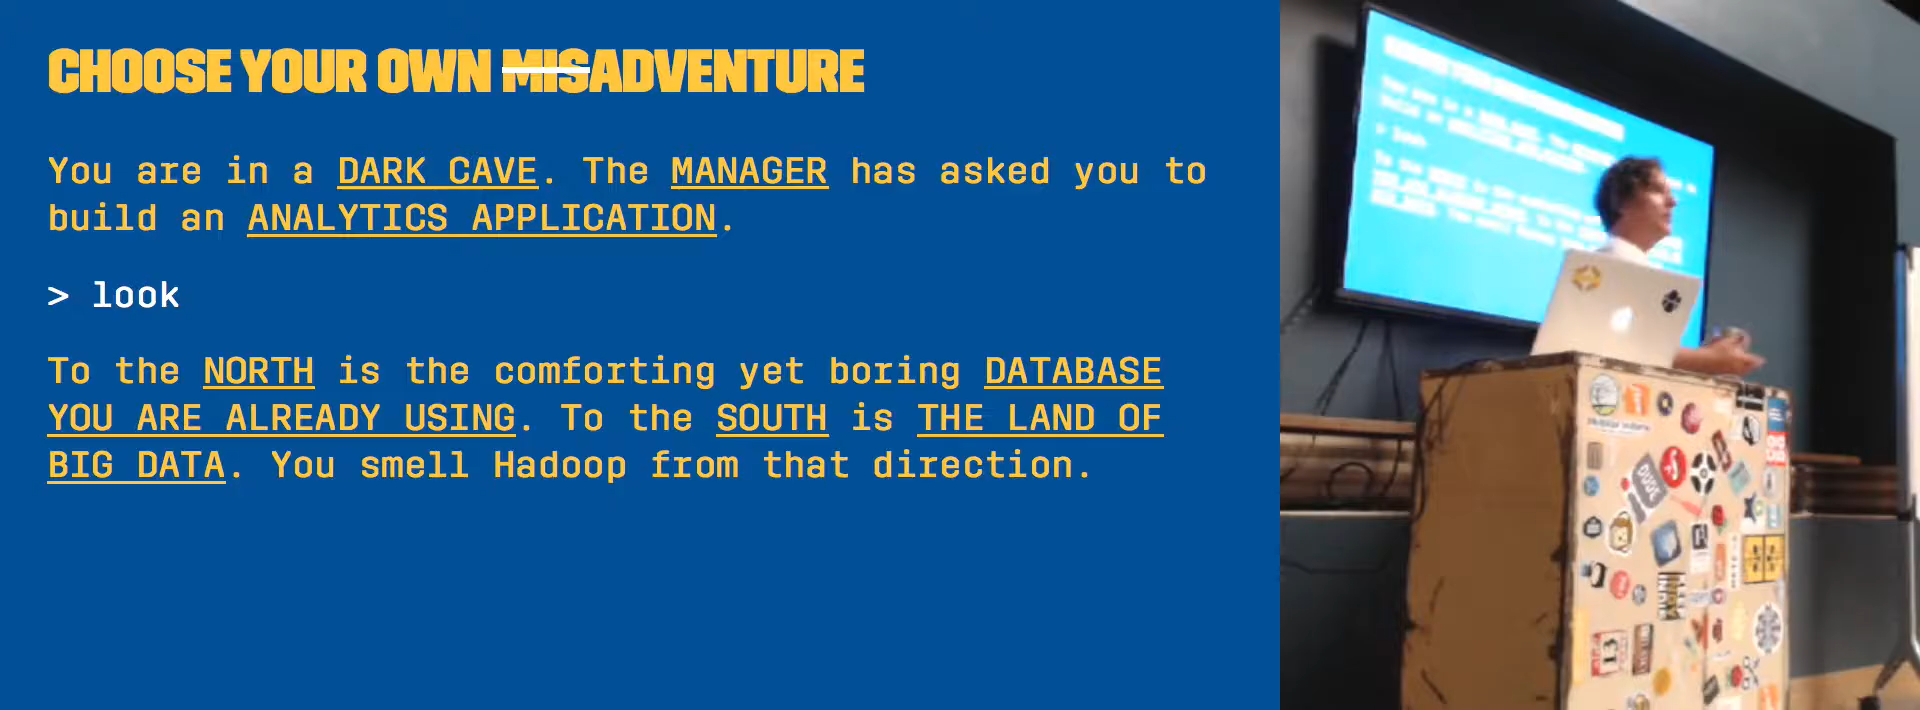 CHOOSE YOUR OWN MISADVENTURE
You are in a DARK CAVE. The MANAGER has asked you to
build an ANALYTICS APPLICATION.
> look
To the NORTH is the comforting yet boring DATABASE
YOU ARE ALREADY USING. To the SOUTH is THE LAND OF
BIG DATA. You smell Hadoop from that direction.
DUDE
13